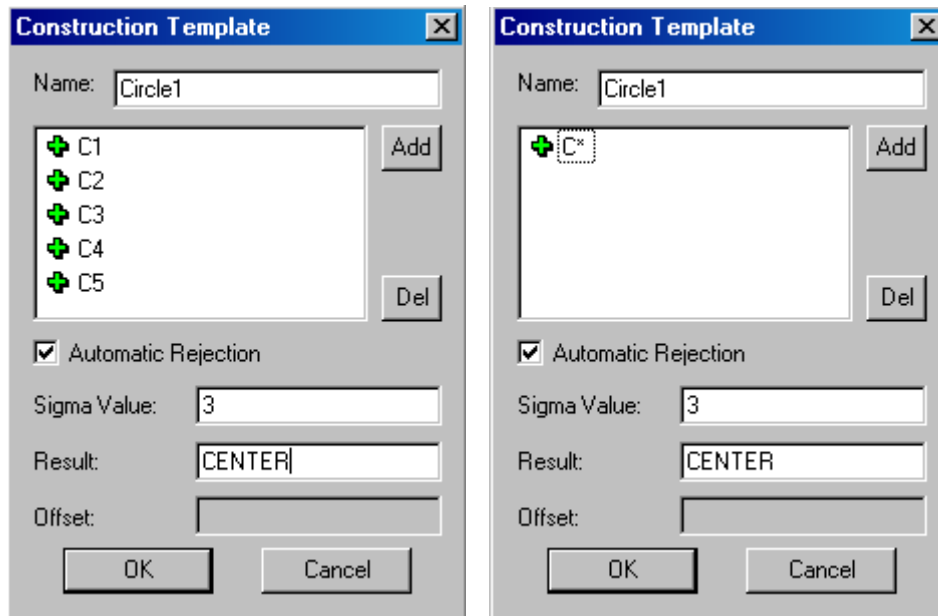 Construction Template
Name: Circle1
C1
Add
C2
C3
C4
C5
Del
Automatic Rejection
Sigma Value: 3
Result: CENTER
Offset:
OK Cancel
Construction Template
Name: Circle1
C*
Add
Del
Automatic Rejection
Sigma Value: 3
Result: CENTER
Offset:
OK Cancel